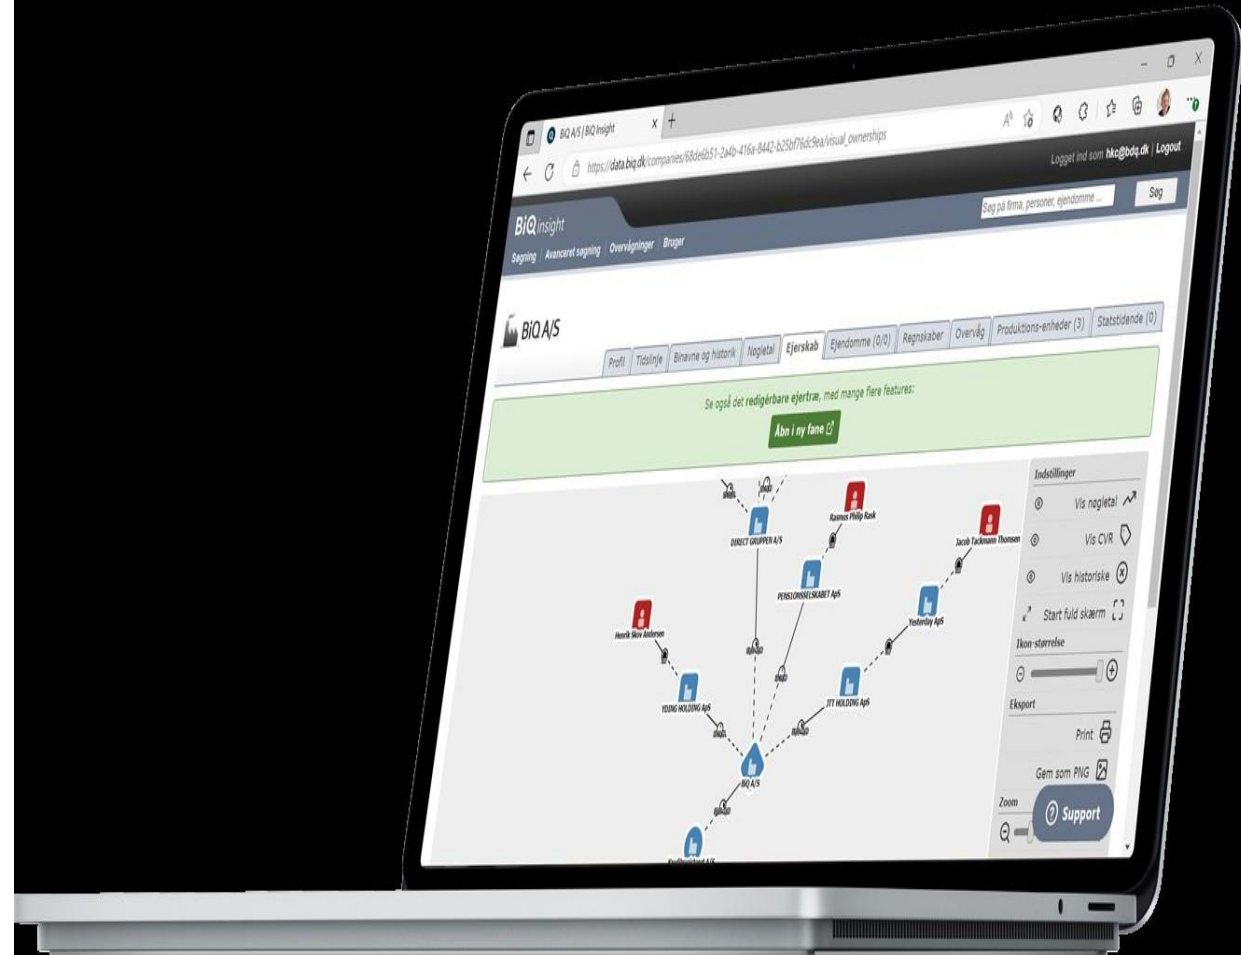 BiQ A/S | BiQ Insight
https://data.biq.dk/companies/68de6b51-2a4b-416a-8442-b25bf76dc9ea/visual_ownerships
Logget ind som hkc@bdq.dk | Logout
BiQ insight
Søg på firma, personer, ejendomme ...
Søg
Søgning Avanceret søgning Overvågninger Bruger
BiQ A/S
Profil Tidslinje Binavne og historik Nøgletal Ejerskab Ejendomme (0/0) Regnskaber Overvåg Produktions-enheder (3) Statstidende (0)
Se også det redigérbare ejertræ, med mange flere features:
Åbn i ny fane
DIRECT GRUPPEN A/S
Rasmus Philip Rask
Jacob Tackmann Thomsen
PENSIONSSELSKABET ApS
Yesterday ApS
Henrik Skov Andersen
YDING HOLDING ApS
JTT HOLDING ApS
BiQ A/S
Indstillinger
Vis nøgletal
Vis CVR
Vis historiske
Start fuld skærm
Ikon-størrelse
Eksport
Print
Gem som PNG
Zoom
Support